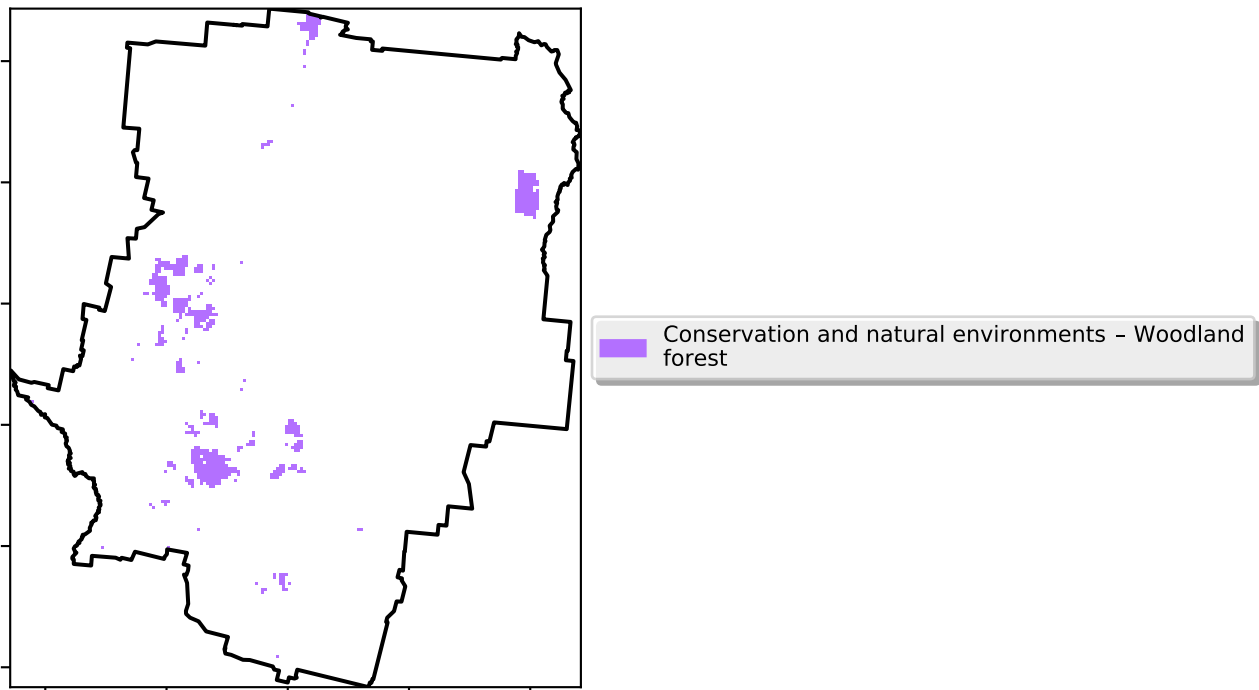 Conservation and natural environments – Woodland
forest